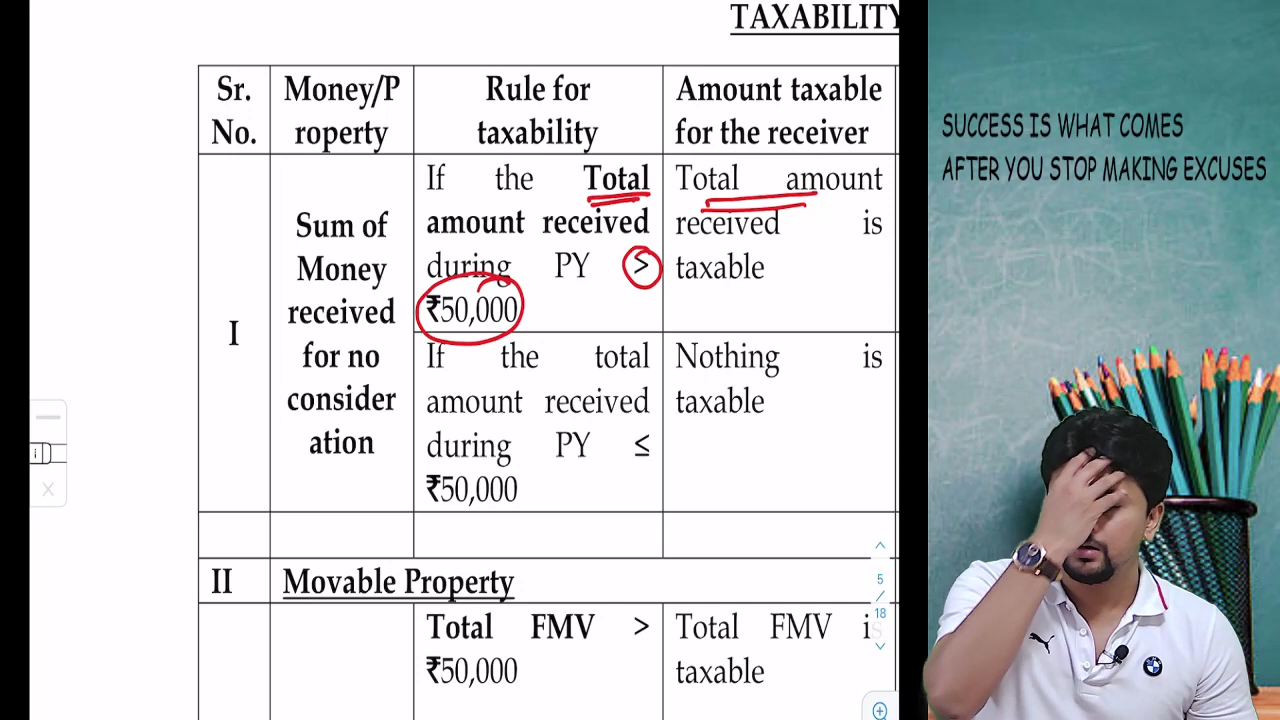 TAXABILITY
Sr.
No.
Money/P
roperty
Rule for
taxability
Amount taxable
for the receiver
I
Sum of
Money
received
for no
consider
ation
If the Total
amount received
during PY >
₹50,000
Total amount
received is
taxable
If the total
amount received
during PY ≤
₹50,000
Nothing is
taxable
II
Movable Property
Total FMV >
₹50,000
Total FMV is
taxable
5
/
18
i
X
SUCCESS IS WHAT COMES
AFTER YOU STOP MAKING EXCUSES